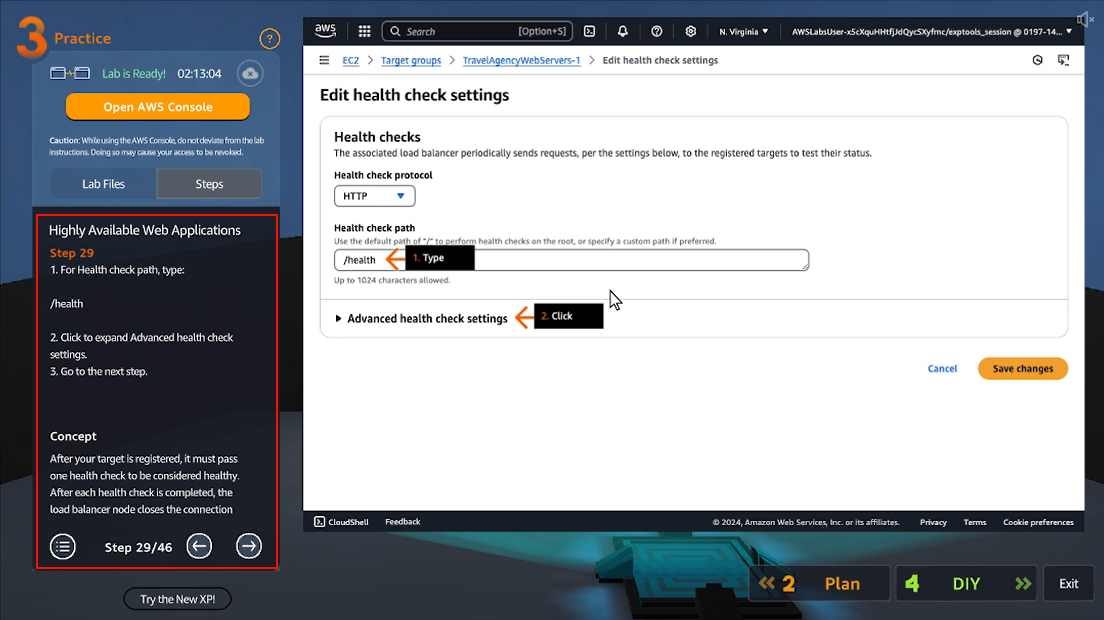 3 Practice
?
Lab is Ready! 02:13:04
Open AWS Console
Caution: While using the AWS Console, do not deviate from the lab
instructions. Doing so may cause your access to be revoked.
Lab Files
Steps
Highly Available Web Applications
Step 29
1. For Health check path, type:
/health
2. Click to expand Advanced health check
settings.
3. Go to the next step.
Concept
After your target is registered, it must pass
one health check to be considered healthy.
After each health check is completed, the
load balancer node closes the connection
Step 29/46
Try the New XP!
aws
Search [Option+S]
N. Virginia
AWSLabsUser-x5cXquHHtfjJdQycSXyfmc/exptools_session @ 0197-14...
EC2 > Target groups > TravelAgencyWebServers-1 > Edit health check settings
Edit health check settings
Health checks
The associated load balancer periodically sends requests, per the settings below, to the registered targets to test their status.
Health check protocol
HTTP
Health check path
Use the default path of "/" to perform health checks on the root, or specify a custom path if preferred.
/health
1. Type
Up to 1024 characters allowed.
Advanced health check settings
2. Click
Cancel
Save changes
CloudShell Feedback
© 2024, Amazon Web Services, Inc. or its affiliates. Privacy Terms Cookie preferences
2 Plan
4 DIY
Exit